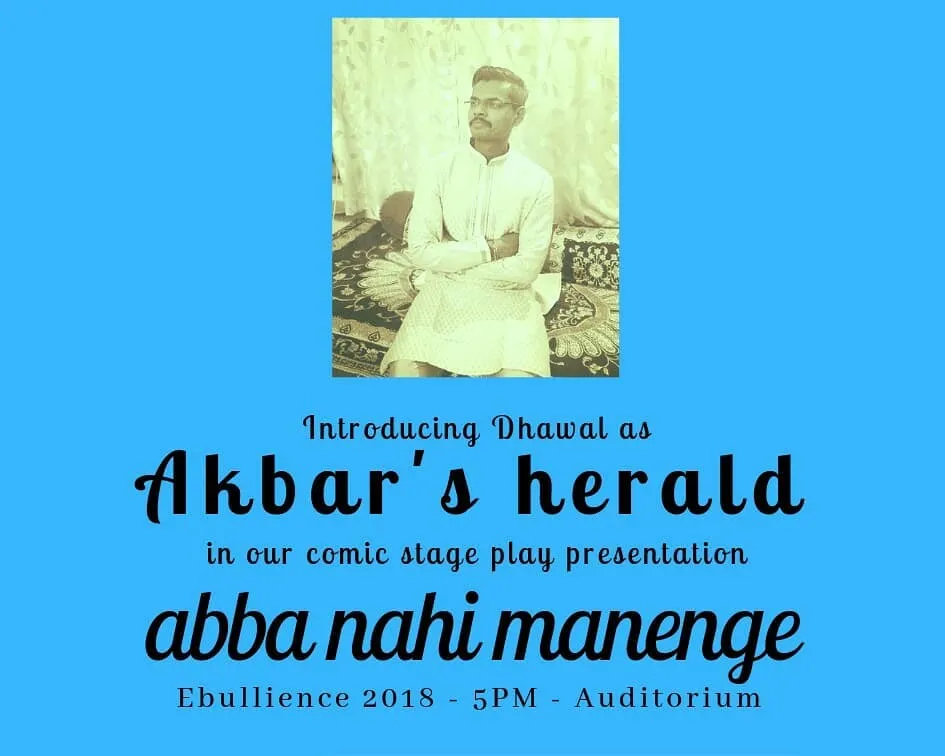 Introducing Dhawal as
Akbar's herald
in our comic stage play presentation
abba nahi manenge
Ebullience 2018 - 5PM - Auditorium